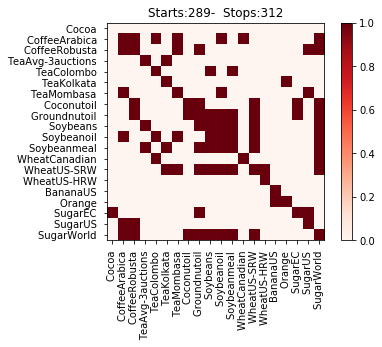 Starts:289- Stops:312
Cocoa
CoffeeArabica
CoffeeRobusta
TeaAvg-3auctions
TeaColombo
TeaKolkata
TeaMombasa
Coconutoil
Groundnutoil
Soybeans
Soybeanoil
Soybeanmeal
WheatCanadian
WheatUS-SRW
WheatUS-HRW
BananaUS
Orange
SugarEC
SugarUS
SugarWorld
Cocoa
CoffeeArabica
CoffeeRobusta
TeaAvg-3auctions
TeaColombo
TeaKolkata
TeaMombasa
Coconutoil
Groundnutoil
Soybeans
Soybeanoil
Soybeanmeal
WheatCanadian
WheatUS-SRW
WheatUS-HRW
BananaUS
Orange
SugarEC
SugarUS
SugarWorld
1.0
0.8
0.6
0.4
0.2
0.0